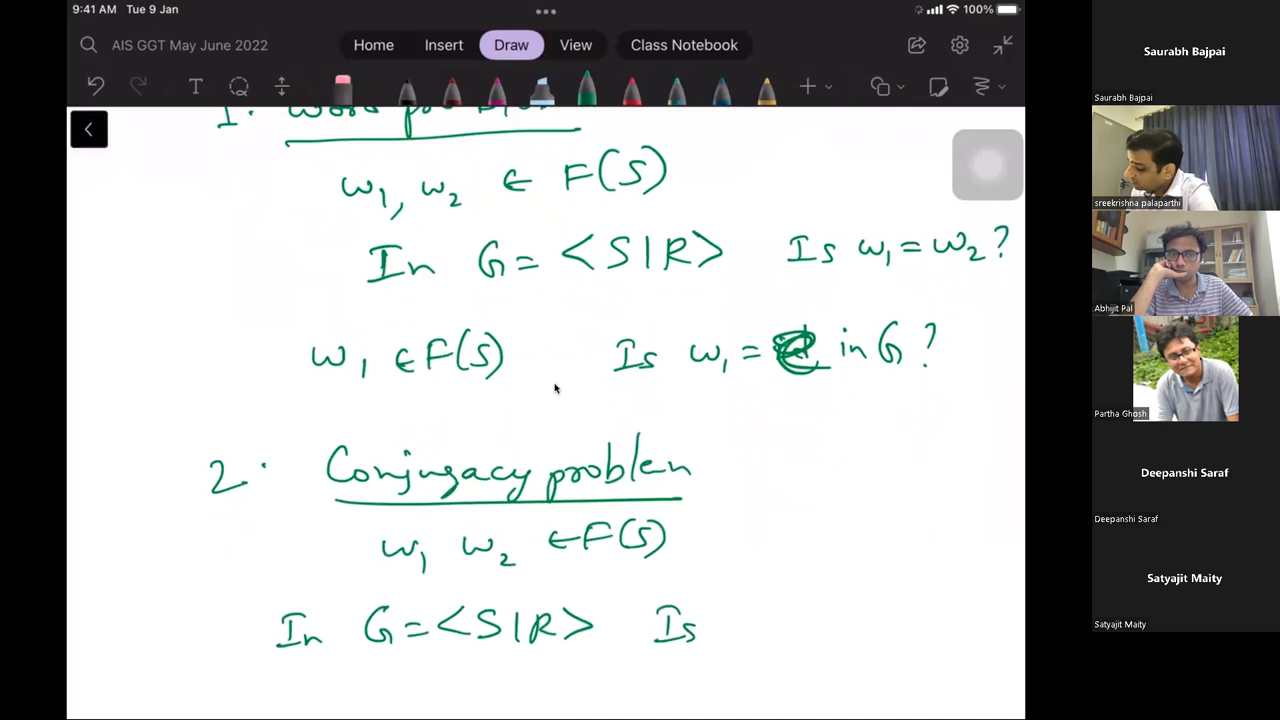 9:41 AM Tue 9 Jan
100%
AIS GGT May June 2022
Home Insert Draw View Class Notebook
1.
w₁, w₂ ∈ F(S)
In G = <S|R> Is w₁ = w₂?
w₁ ∈ F(S) Is w₁ = in G?
2. Conjugacy problem
w₁ w₂ ∈ F(S)
In G = <S|R> Is
Saurabh Bajpai
Saurabh Bajpai
sreekrishna palaparthi
Abhijit Pal
Partha Ghosh
Deepanshi Saraf
Deepanshi Saraf
Satyajit Maity
Satyajit Maity